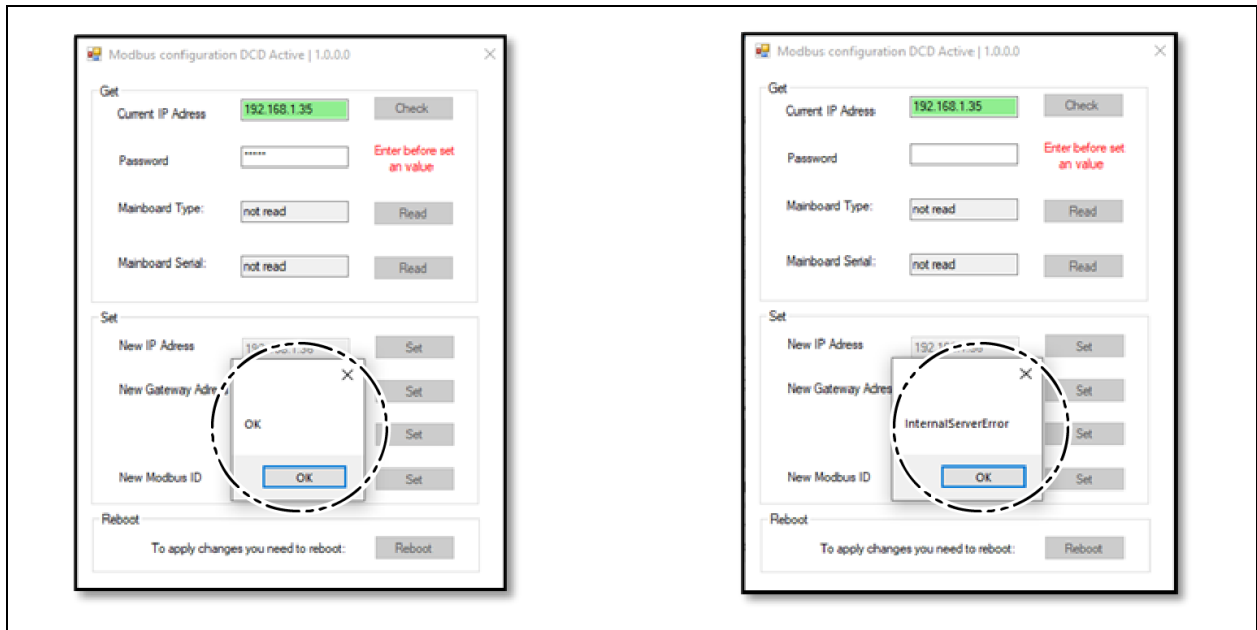 Modbus configuration DCD Active | 1.0.0.0
Get
Current IP Adress 192.168.1.35 Check
Password ***** Enter before set
an value
Mainboard Type: not read Read
Mainboard Serial: not read Read
Set
New IP Adress Set
New Gateway Adress Set
OK
Set
New Modbus ID OK Set
Reboot
To apply changes you need to reboot: Reboot
Modbus configuration DCD Active | 1.0.0.0
Get
Current IP Adress 192.168.1.35 Check
Password Enter before set
an value
Mainboard Type: not read Read
Mainboard Serial: not read Read
Set
New IP Adress Set
New Gateway Adres Set
InternalServerError
Set
New Modbus ID OK Set
Reboot
To apply changes you need to reboot: Reboot